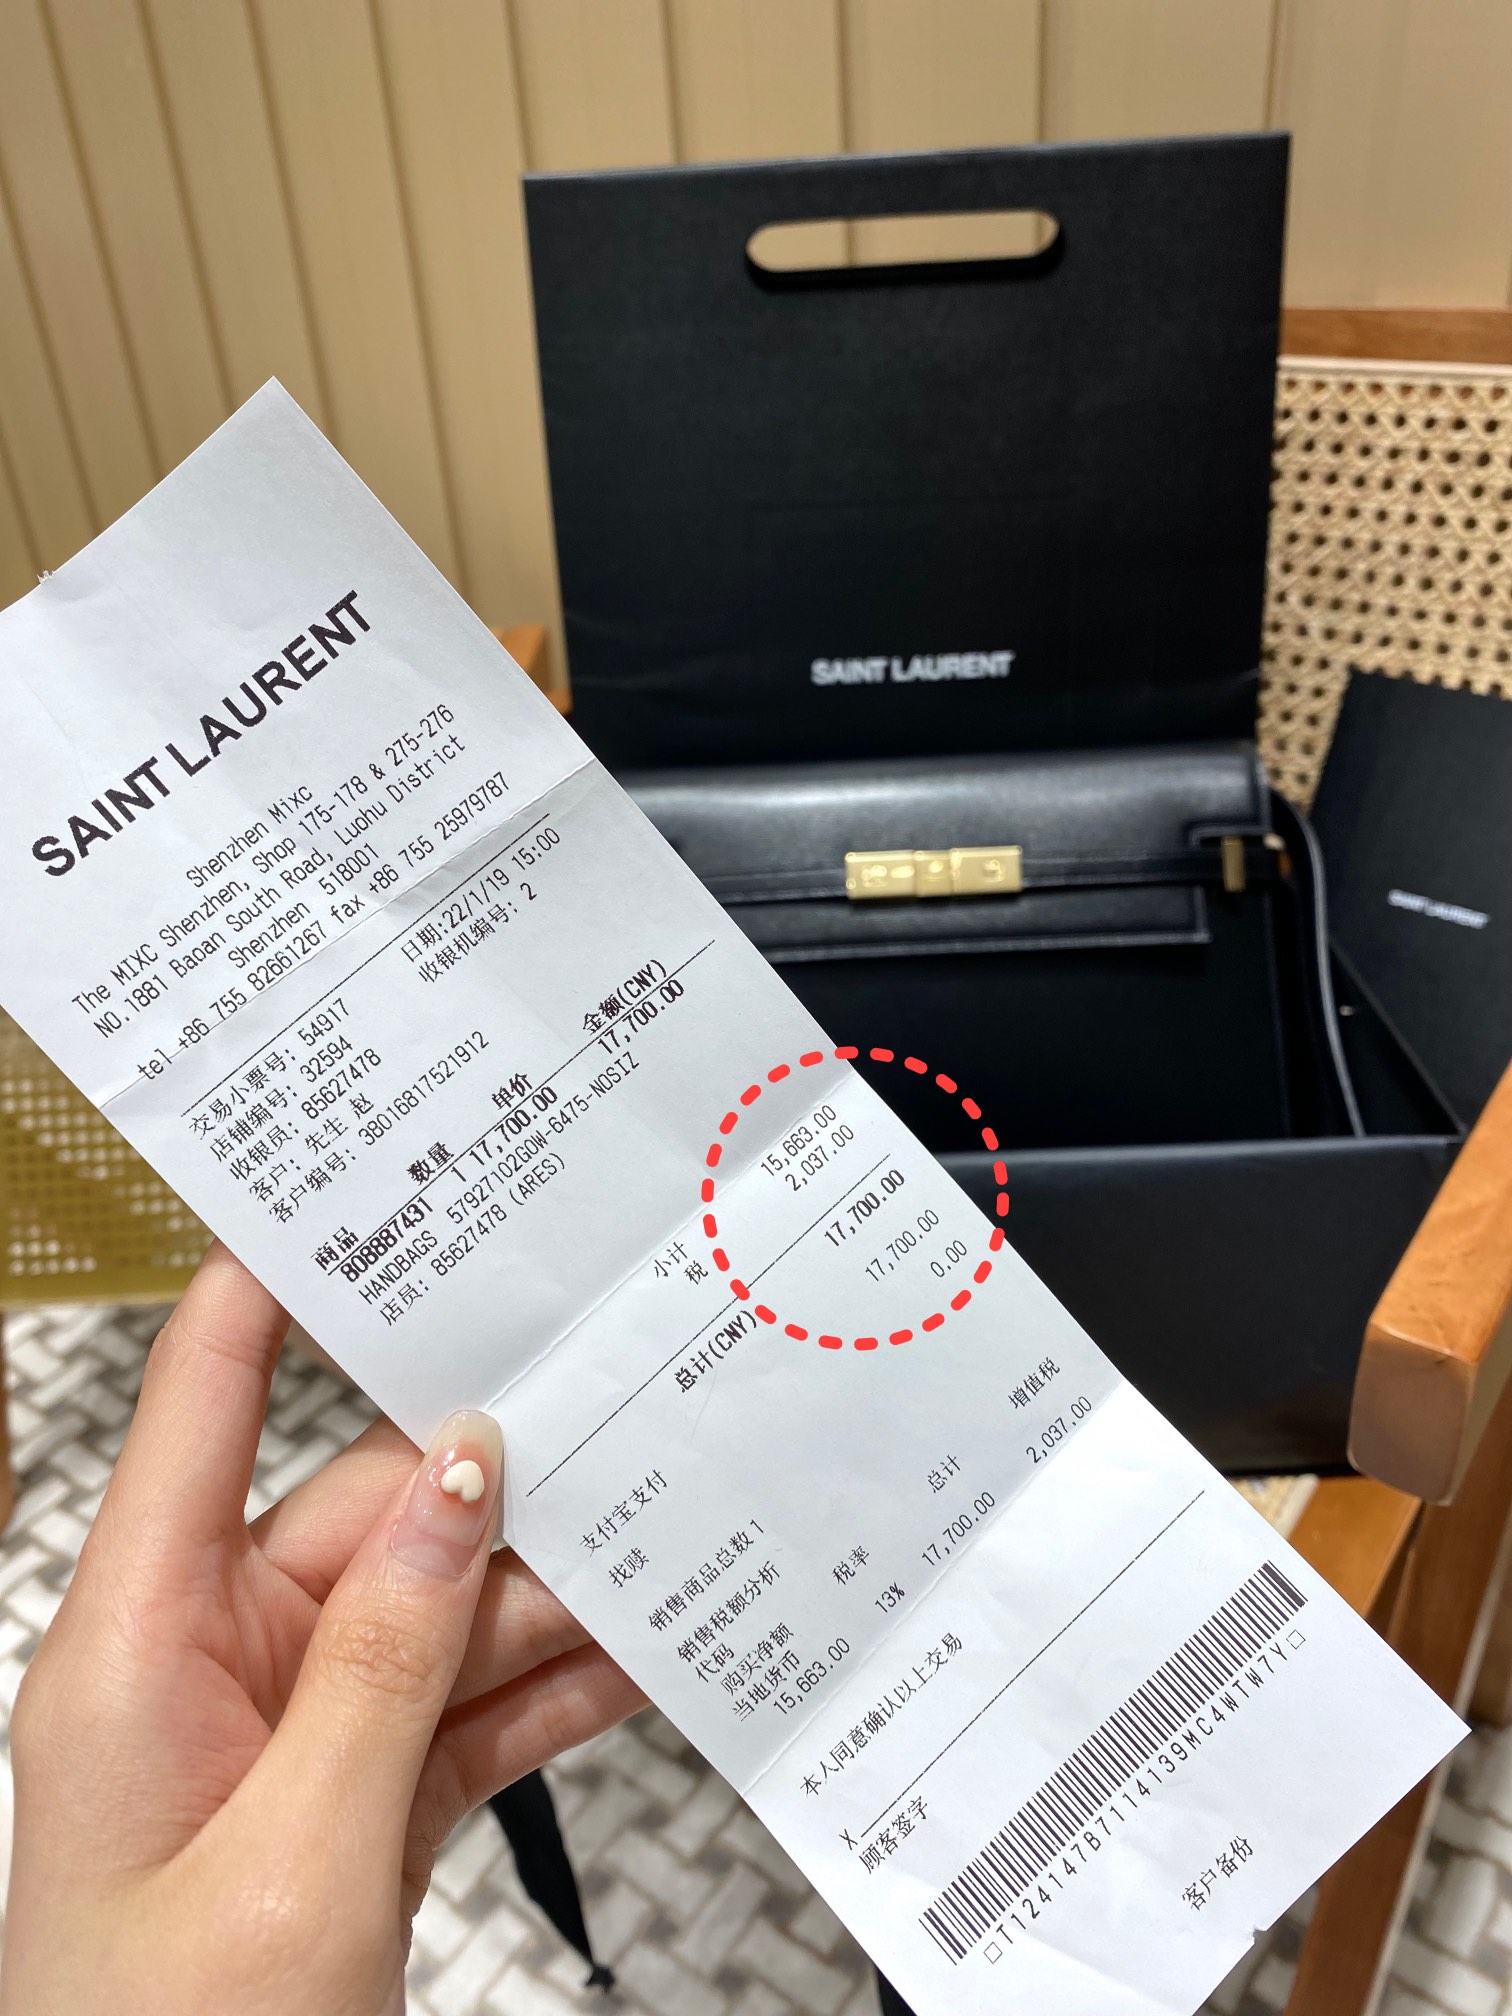 SAINT LAURENT
SAINT LAURENT
SAINT LAURENT
Shenzhen Mixc
The MIXC Shenzhen, Shop 175-178 & 275-276
NO.1881 Baoan South Road, Luohu District
Shenzhen 518001
tel +86 755 82661267 fax +86 755 25979787
日期:22/1/19 15:00
收银机编号: 2
交易小票号: 54917
店铺编号: 32594
收银员: 85627478
客户: 先生 赵
客户编号: 38016817521912
商品 数量 单价 金额(CNY)
808887431 1 17,700.00 17,700.00
HANDBAGS 57927102GOW-6475-NOSIZ
店员: 85627478 (ARES)
小计 15,663.00
税 2,037.00
总计(CNY) 17,700.00
支付宝支付 17,700.00
找赎 0.00
销售商品总数 1
销售税额分析
代码 税率 总计 增值税
购买净额 13% 17,700.00 2,037.00
当地货币
15,663.00
本人同意确认以上交易
X
顾客签字
T124147B7114139MC4WTW7Y
客户备份